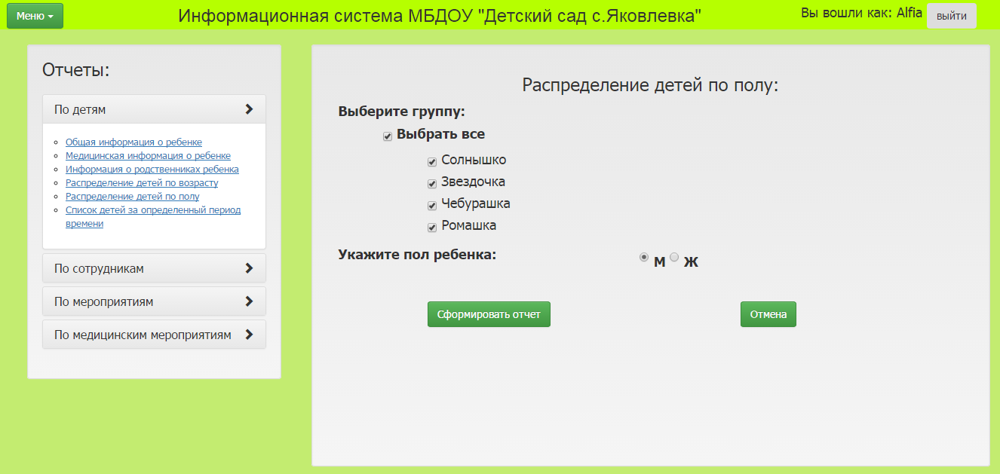 Меню
Информационная система МБДОУ "Детский сад с.Яковлевка"
Вы вошли как: Alfia
выйти
Отчеты:
По детям
Общая информация о ребенке
Медицинская информация о ребенке
Информация о родственниках ребенка
Распределение детей по возрасту
Распределение детей по полу
Список детей за определенный период
времени
По сотрудникам
По мероприятиям
По медицинским мероприятиям
Распределение детей по полу:
Выберите группу:
Выбрать все
Солнышко
Звездочка
Чебурашка
Ромашка
Укажите пол ребенка:
М Ж
Сформировать отчет
Отмена